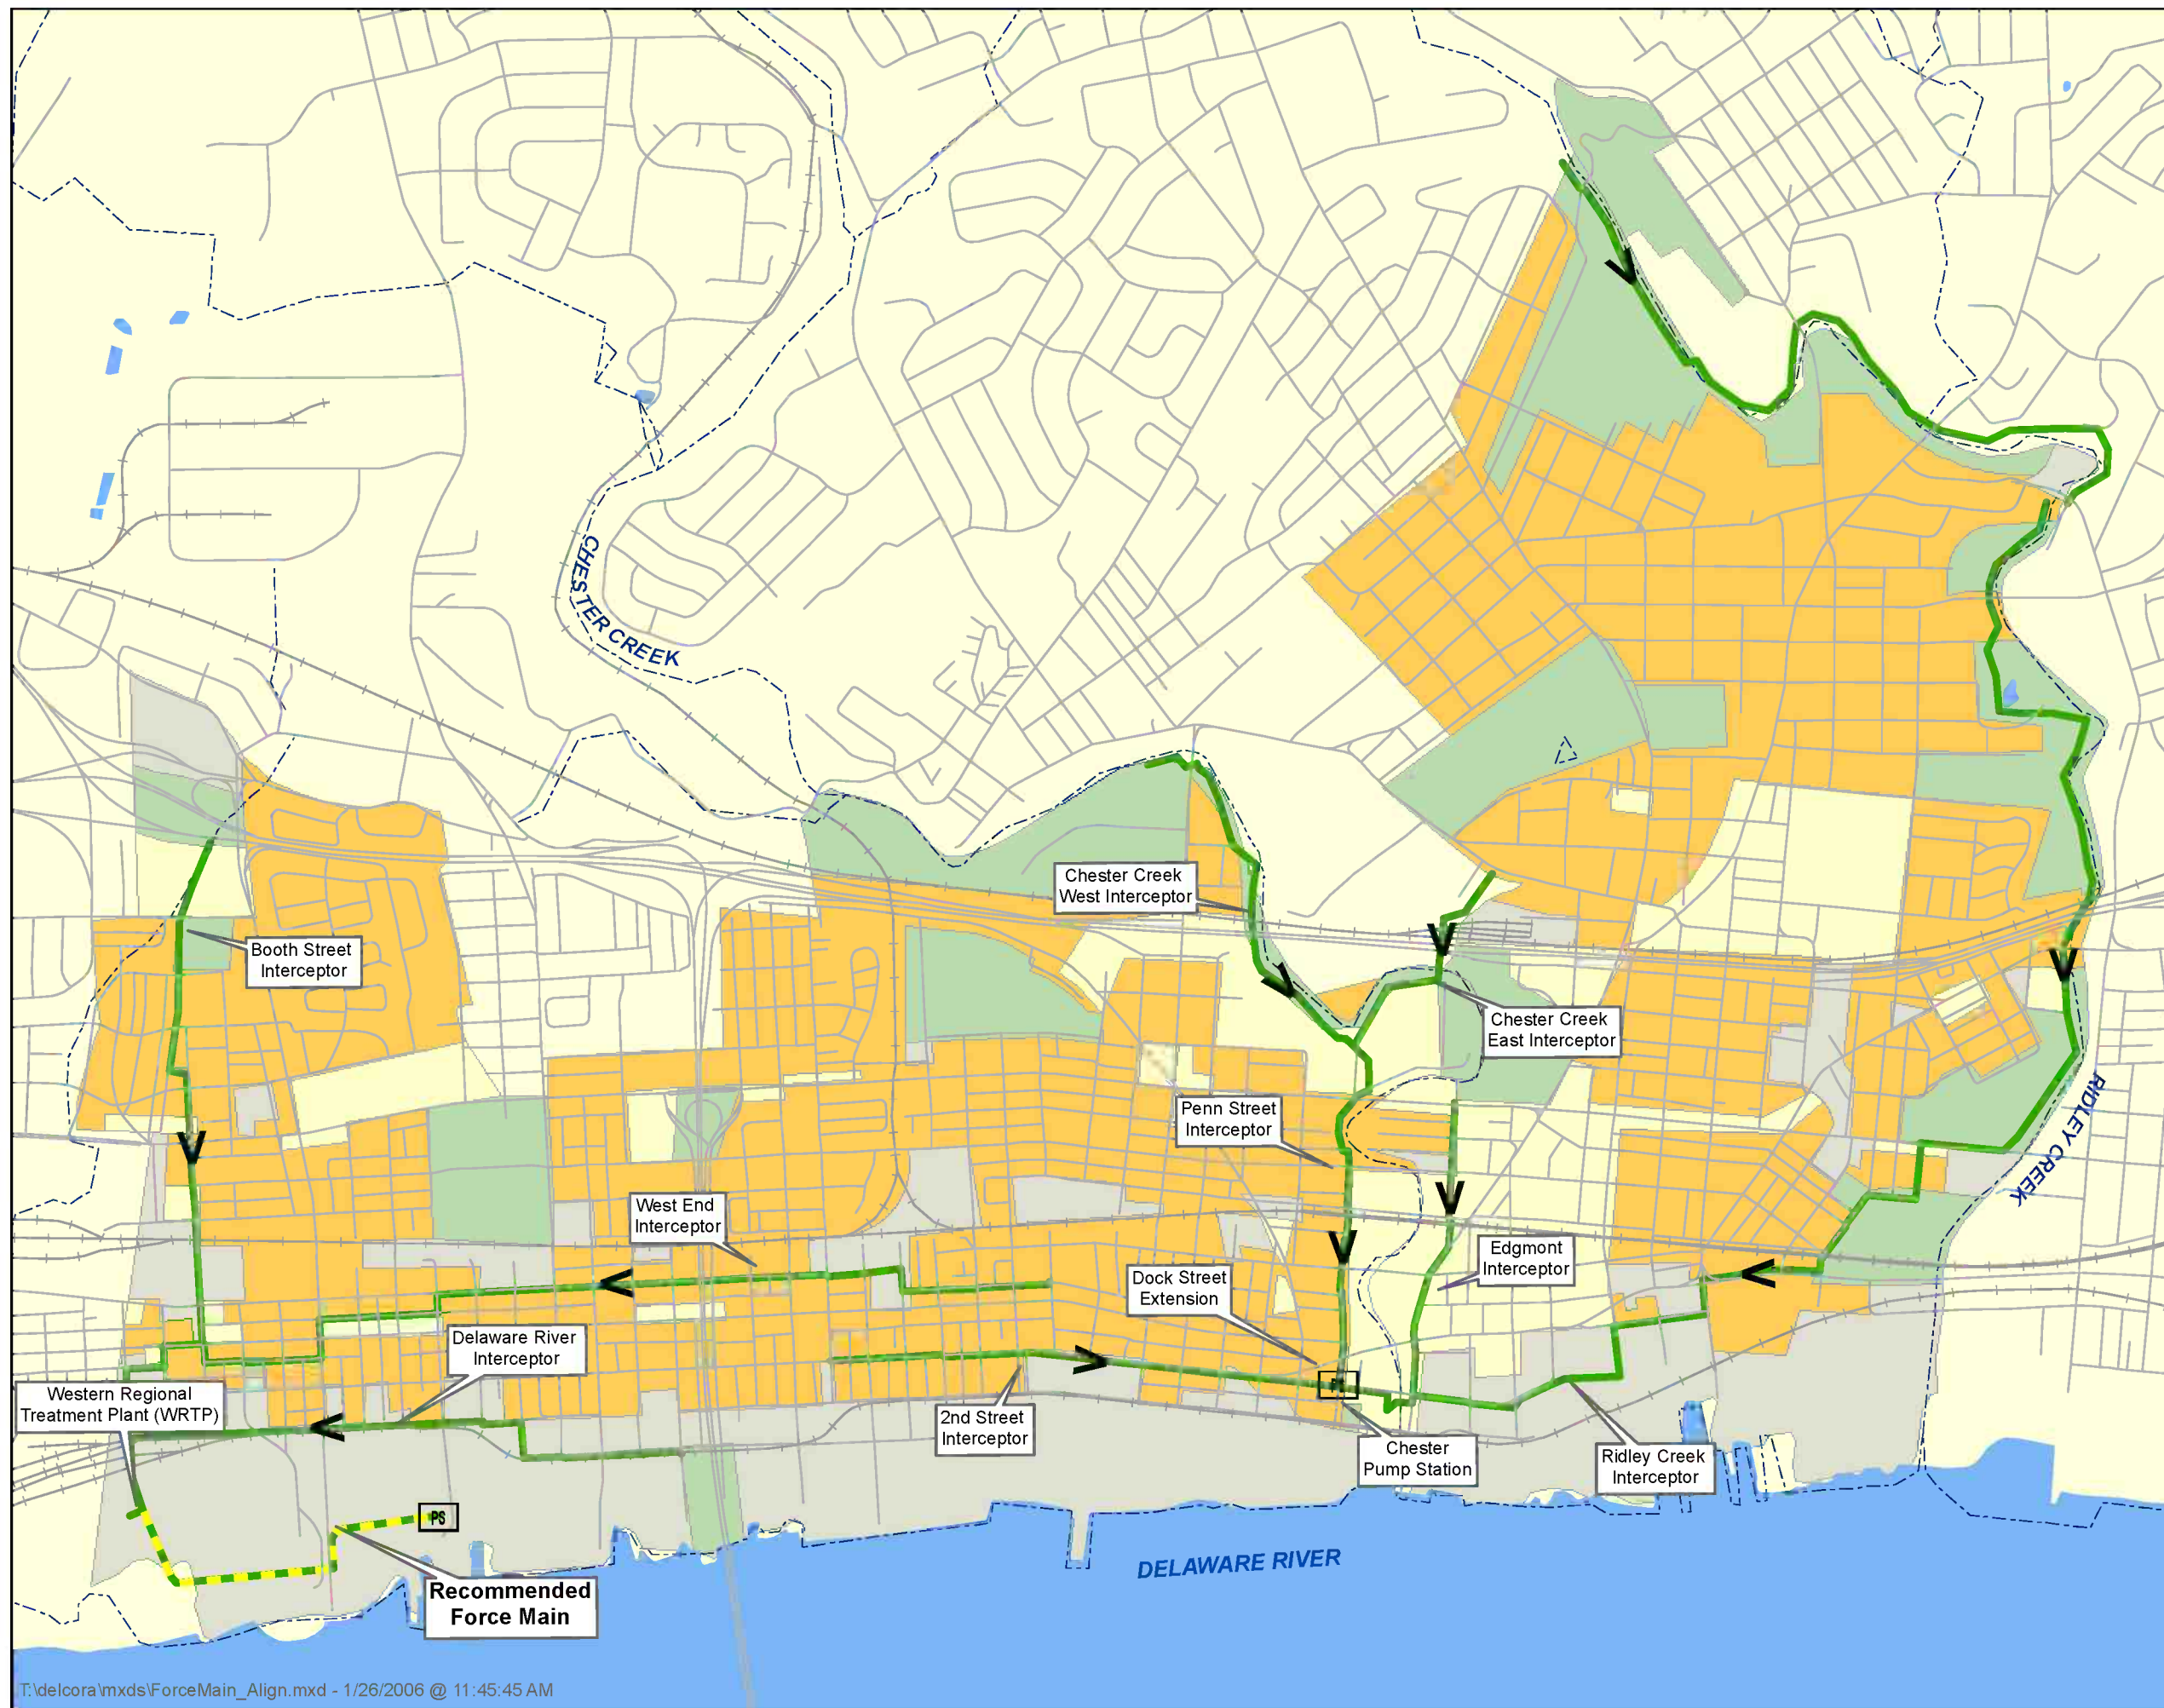 CHESTER CREEK
Chester Creek
West Interceptor
Booth Street
Interceptor
Chester Creek
East Interceptor
Penn Street
Interceptor
RIDLEY CREEK
West End
Interceptor
Edgmont
Interceptor
Dock Street
Extension
Delaware River
Interceptor
Western Regional
Treatment Plant (WRTP)
2nd Street
Interceptor
Chester
Pump Station
Ridley Creek
Interceptor
PS
DELAWARE RIVER
Recommended
Force Main
T:\delcora\mxds\ForceMain_Align.mxd - 1/26/2006 @ 11:45:45 AM